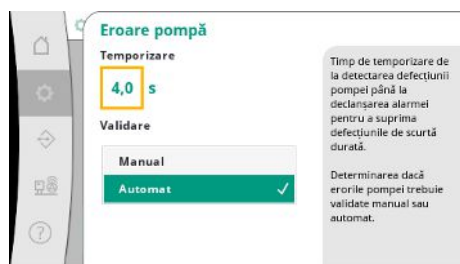 Eroare pompă
Temporizare
4,0 s
Validare
Manual
Automat
Timp de temporizare de
la detectarea defecțiunii
pompei până la
declanșarea alarmei
pentru a suprima
defecțiunile de scurtă
durată.
Determinarea dacă
erorile pompei trebuie
validate manual sau
automat.